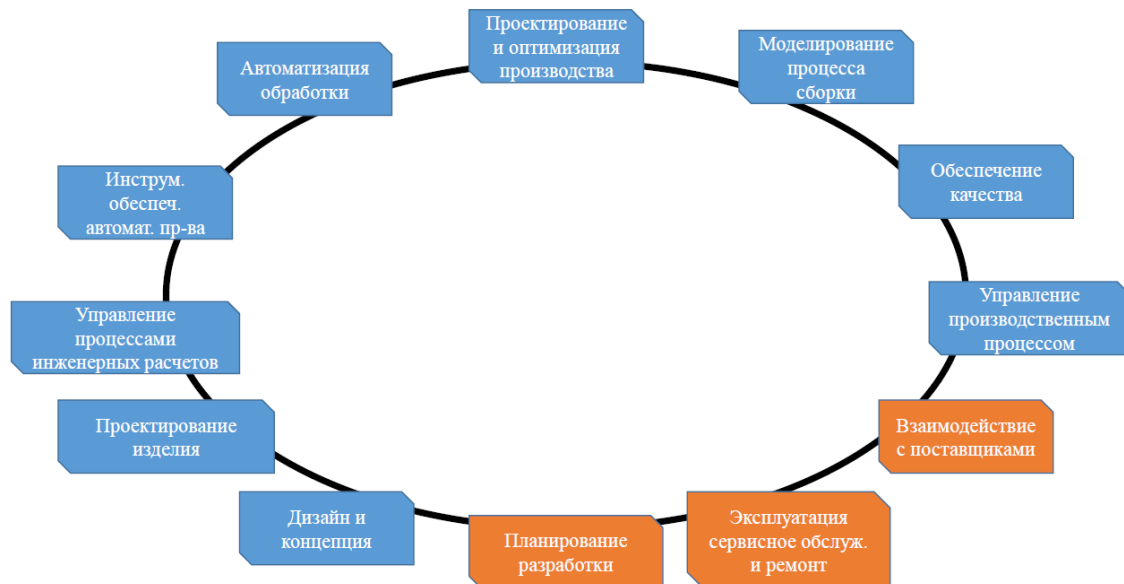 Проектирование
и оптимизация
производства
Моделирование
процесса
сборки
Автоматизация
обработки
Обеспечение
качества
Инструм.
обеспеч.
автомат. пр-ва
Управление
производственным
процессом
Управление
процессами
инженерных расчетов
Взаимодействие
с поставщиками
Проектирование
изделия
Эксплуатация
сервисное обслуж.
и ремонт
Дизайн и
концепция
Планирование
разработки